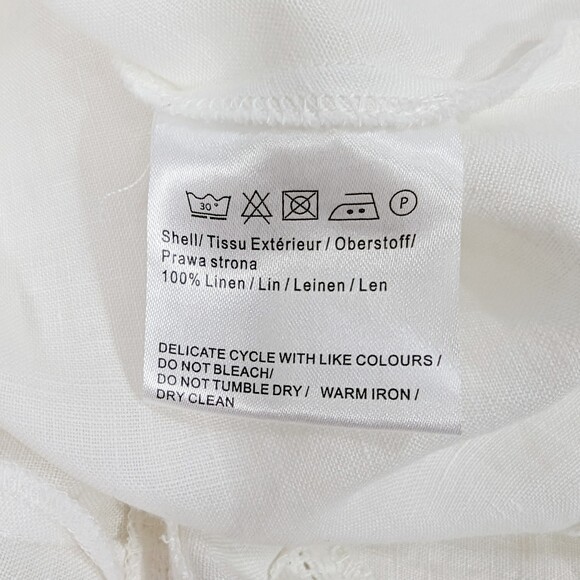 30°
P
Shell/ Tissu Extérieur / Oberstoff/
Prawa strona
100% Linen / Lin / Leinen / Len
DELICATE CYCLE WITH LIKE COLOURS /
DO NOT BLEACH/
DO NOT TUMBLE DRY / WARM IRON /
DRY CLEAN